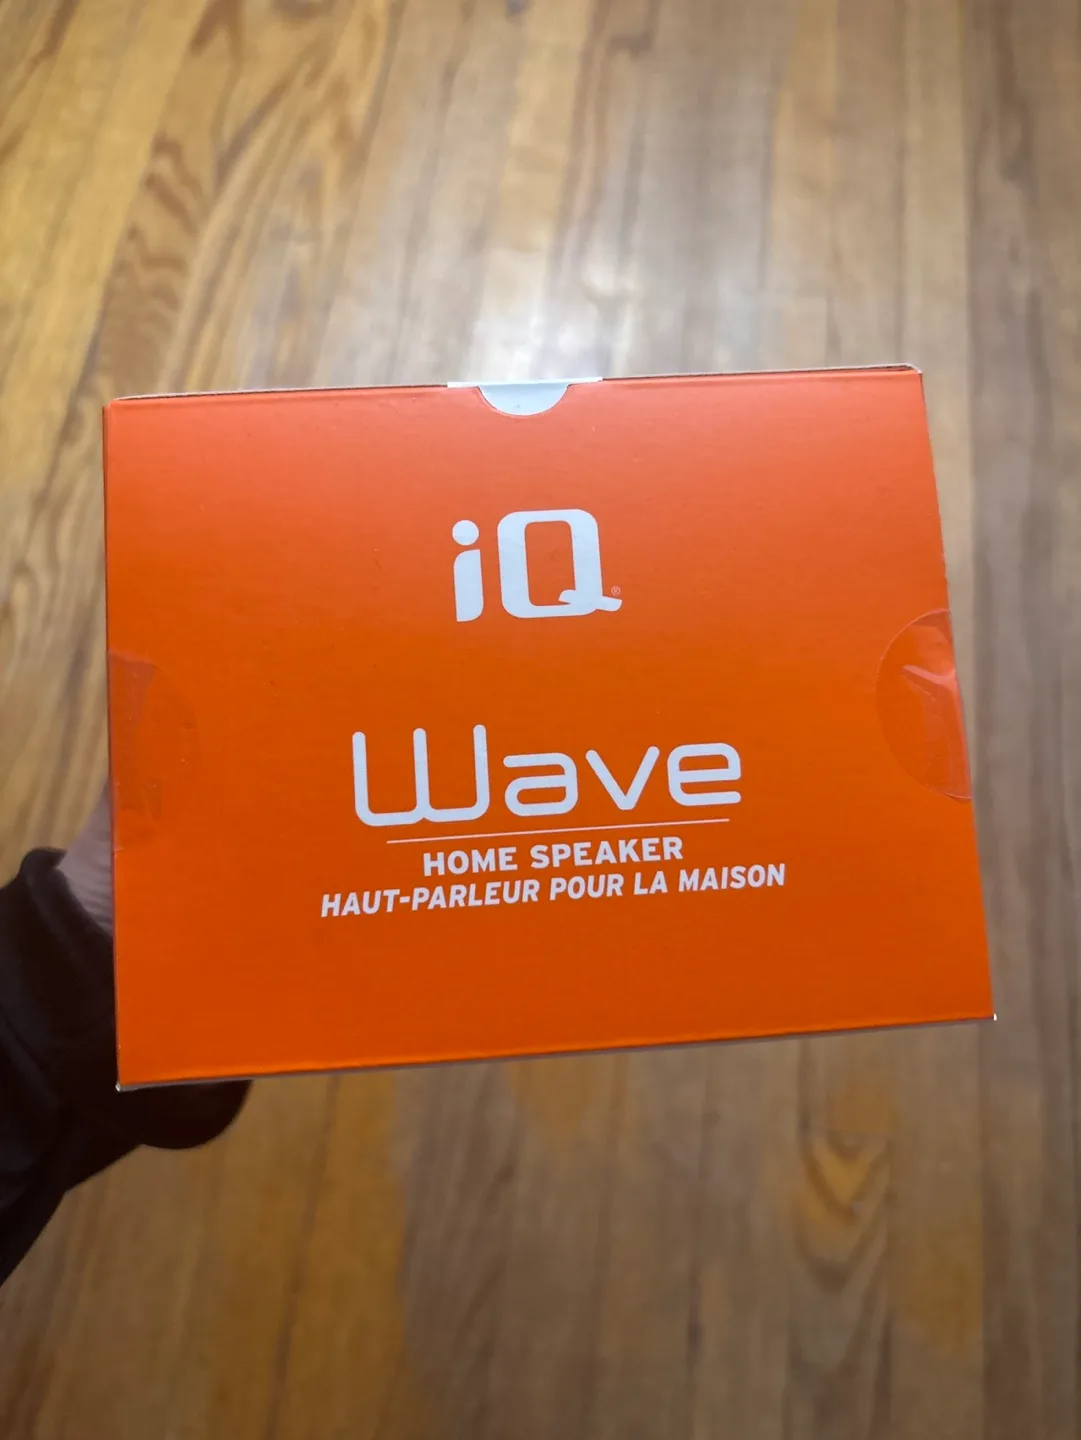 iQ®
Wave
HOME SPEAKER
HAUT-PARLEUR POUR LA MAISON